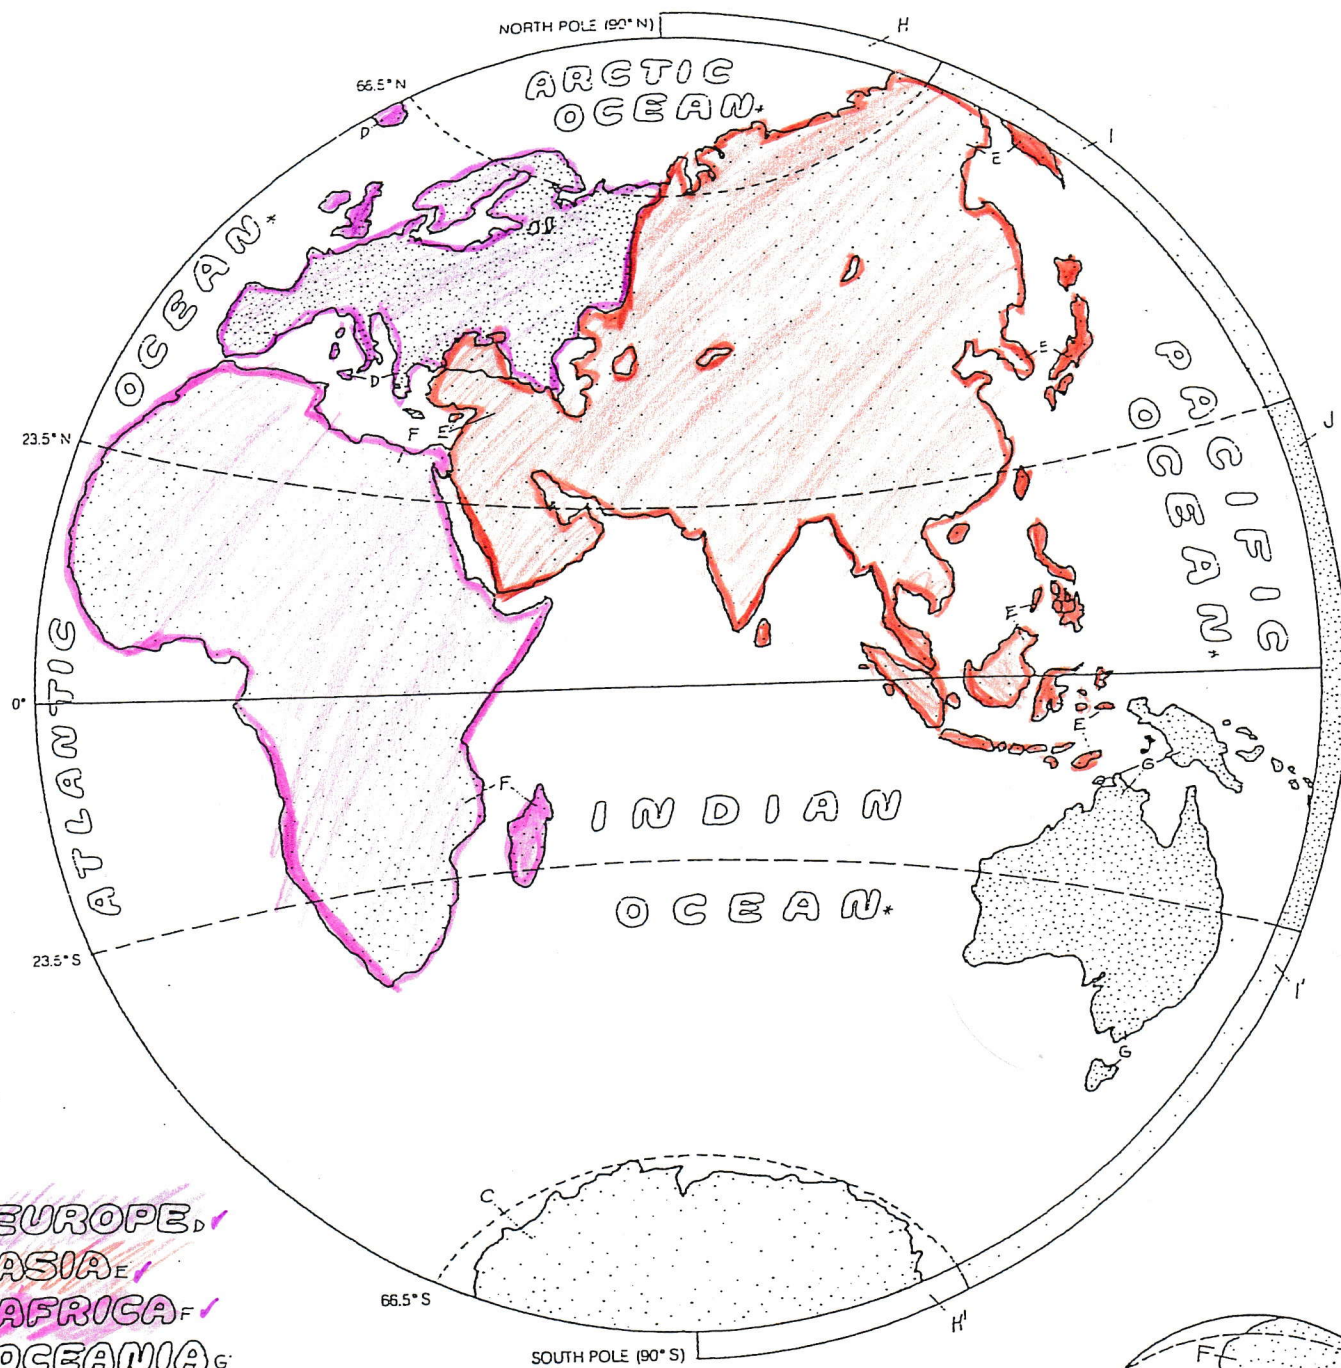 NORTH POLE (90° N)
H
66.5° N
ARCTIC
OCEAN*
D
E
I
OCEAN*
PACIFIC
OCEAN*
E
D
F
E
J
23.5° N
E
ATLANTIC
0°
E
G
F
INDIAN
OCEAN*
23.5° S
I'
G
C
66.5° S
H'
SOUTH POLE (90° S)
EUROPE D ✓
ASIA E ✓
AFRICA F ✓
OCEANIA G
F